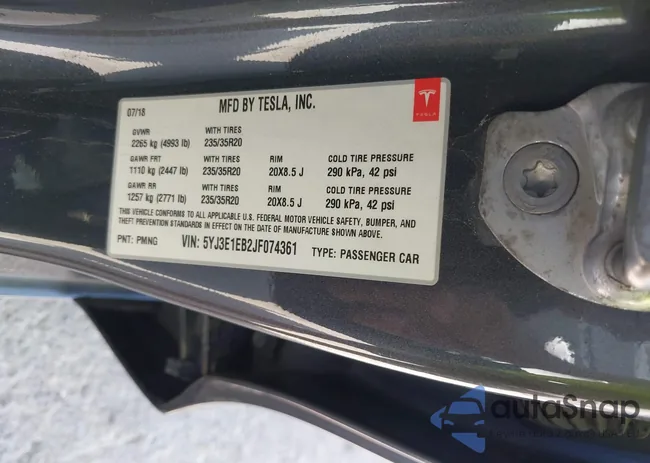 07/18 MFD BY TESLA, INC.
TESLA
GVWR WITH TIRES
2265 kg (4993 lb) 235/35R20
GAWR FRT WITH TIRES RIM COLD TIRE PRESSURE
1110 kg (2447 lb) 235/35R20 20X8.5 J 290 kPa, 42 psi
GAWR RR WITH TIRES RIM COLD TIRE PRESSURE
1257 kg (2771 lb) 235/35R20 20X8.5 J 290 kPa, 42 psi
THIS VEHICLE CONFORMS TO ALL APPLICABLE U.S. FEDERAL MOTOR VEHICLE SAFETY, BUMPER, AND
THEFT PREVENTION STANDARDS IN EFFECT ON THE DATE OF MANUFACTURE SHOWN ABOVE.
PNT: PMNG VIN: 5YJ3E1EB2JF074361 TYPE: PASSENGER CAR
autoSnap